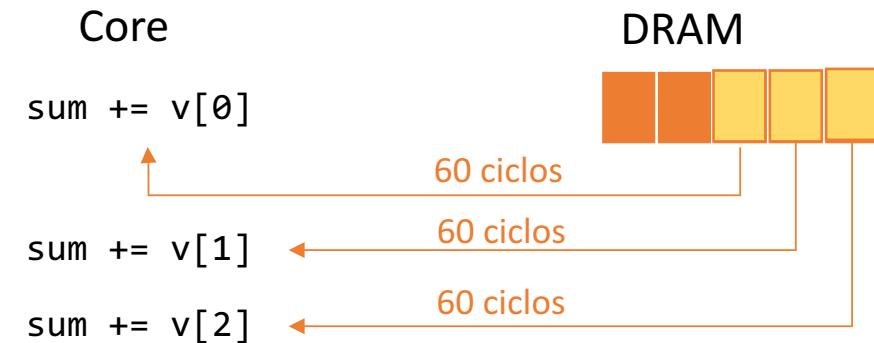 Core
DRAM
sum += v[0]
60 ciclos
60 ciclos
sum += v[1]
60 ciclos
sum += v[2]